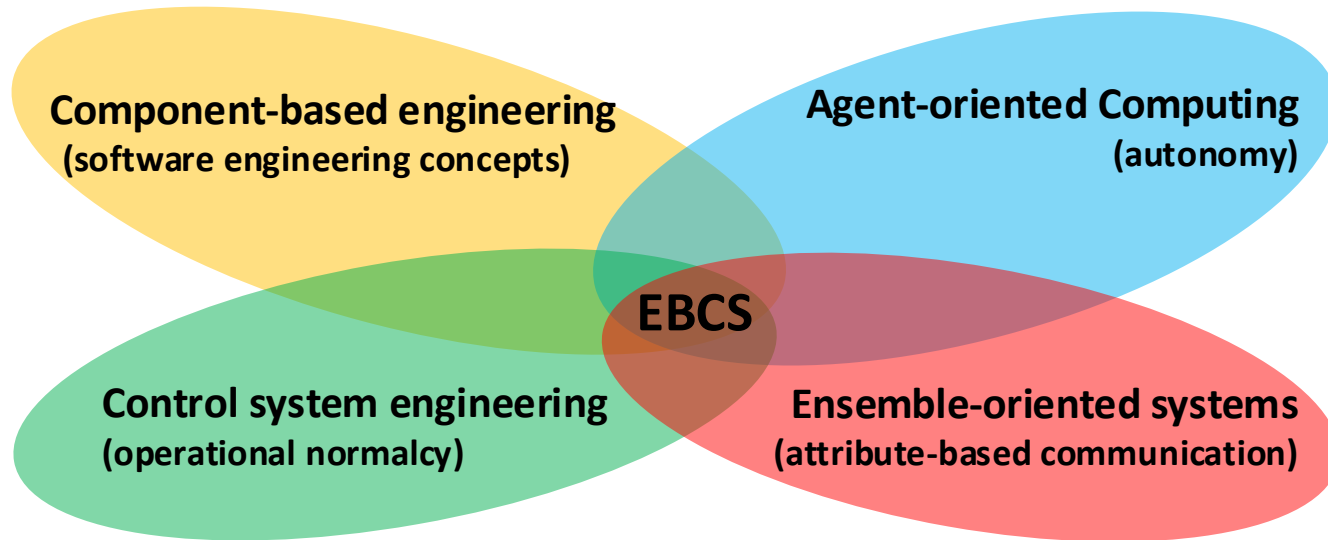 Component-based engineering
(software engineering concepts)
Agent-oriented Computing
(autonomy)
EBCS
Control system engineering
(operational normalcy)
Ensemble-oriented systems
(attribute-based communication)